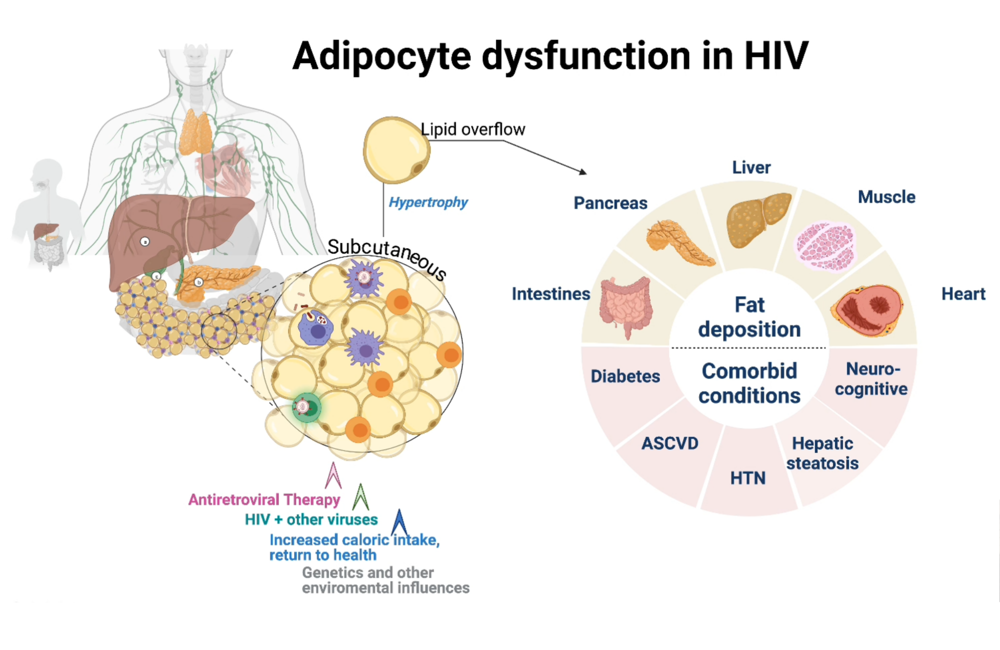 Adipocyte dysfunction in HIV
Lipid overflow
Hypertrophy
Subcutaneous
a
b
c
Antiretroviral Therapy
HIV + other viruses
Increased caloric intake,
return to health
Genetics and other
enviromental influences
Liver
Pancreas
Muscle
Intestines
Heart
Fat
deposition
Comorbid
conditions
Diabetes
Neuro-
cognitive
ASCVD
Hepatic
steatosis
HTN